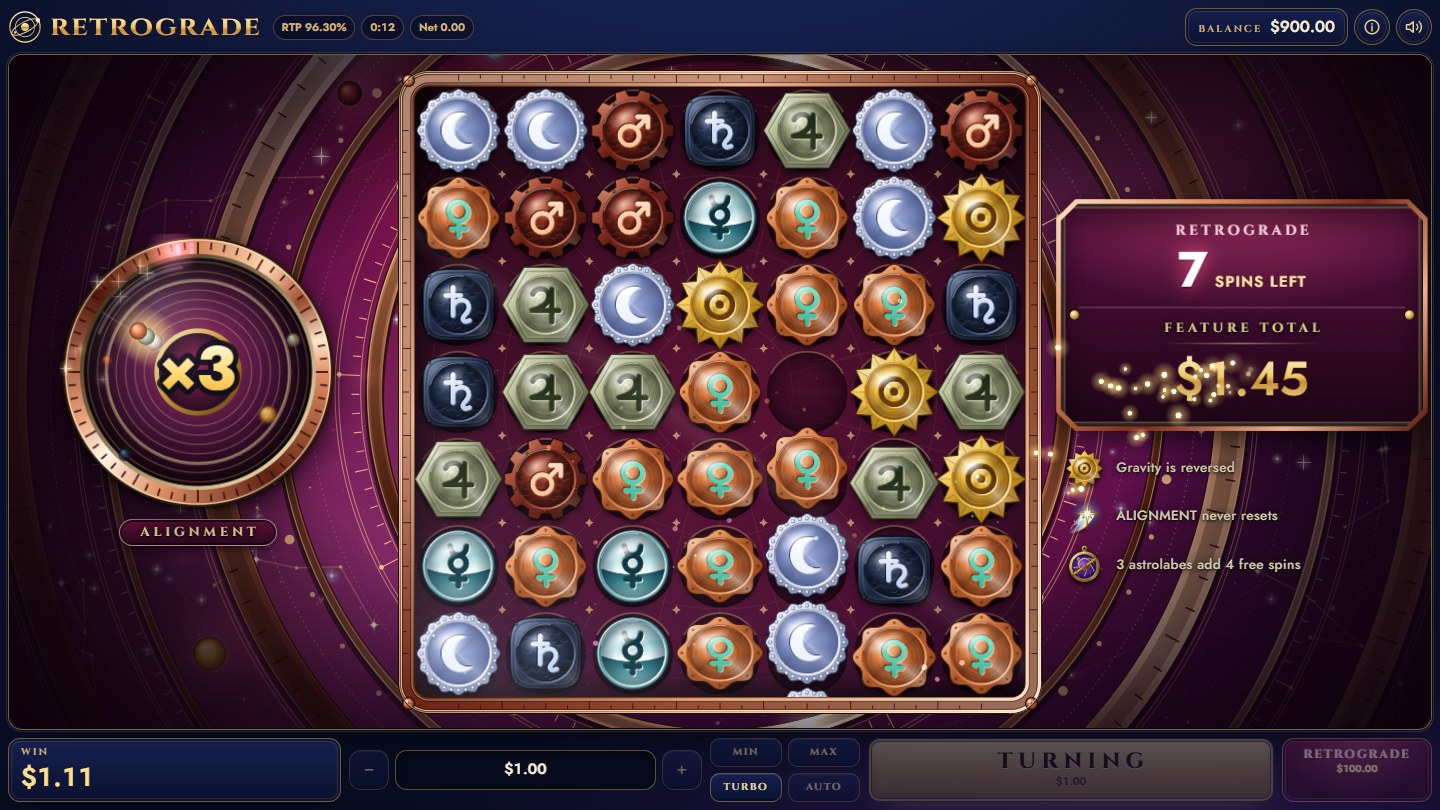 RETROGRADE
RTP 96.30%
0:12
Net 0.00
BALANCE $900.00
RETROGRADE
7 SPINS LEFT
FEATURE TOTAL
$1.45
x3
ALIGNMENT
Gravity is reversed
ALIGNMENT never resets
3 astrolabes add 4 free spins
WIN
$1.11
−
$1.00
+
MIN
MAX
TURBO
AUTO
TURNING
$1.00
RETROGRADE
$100.00